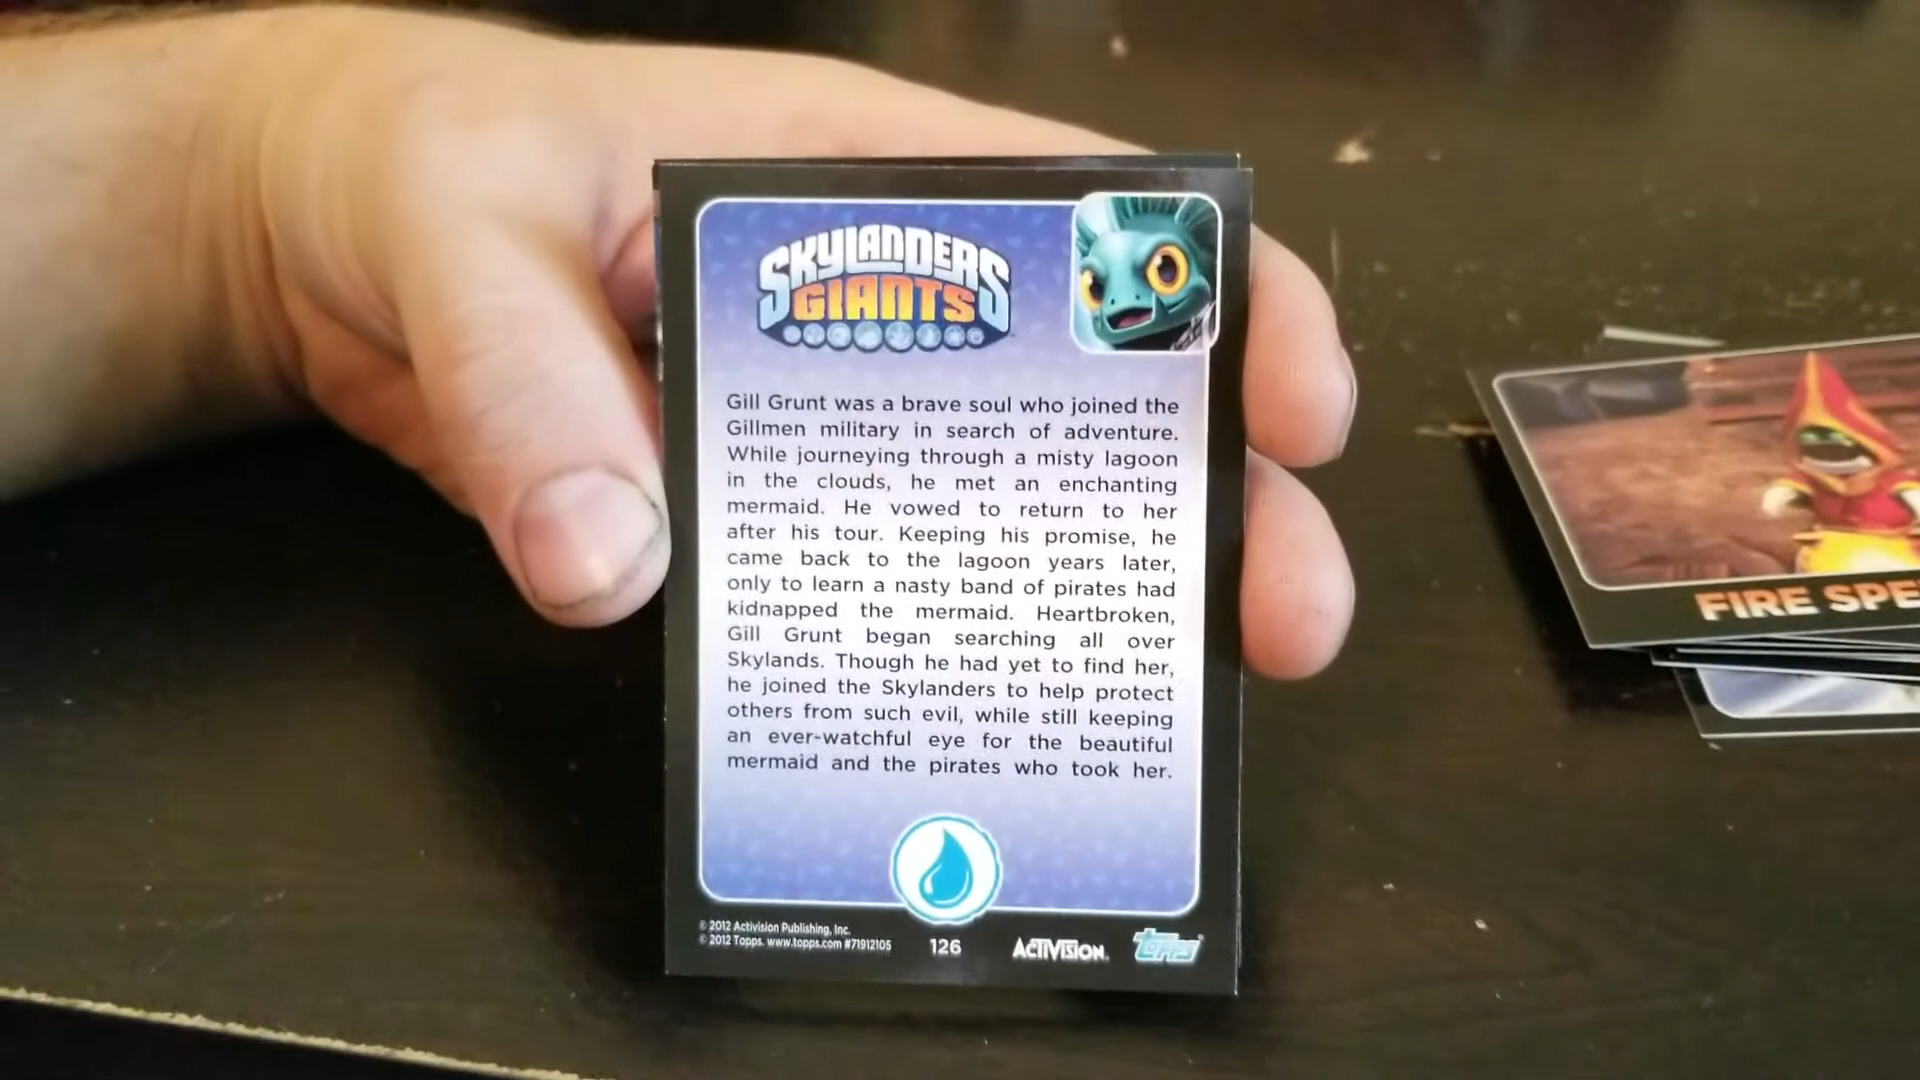 SKYLANDERS
GIANTS
Gill Grunt was a brave soul who joined the
Gillmen military in search of adventure.
While journeying through a misty lagoon
in the clouds, he met an enchanting
mermaid. He vowed to return to her
after his tour. Keeping his promise, he
came back to the lagoon years later,
only to learn a nasty band of pirates had
kidnapped the mermaid. Heartbroken,
Gill Grunt began searching all over
Skylands. Though he had yet to find her,
he joined the Skylanders to help protect
others from such evil, while still keeping
an ever-watchful eye for the beautiful
mermaid and the pirates who took her.
© 2012 Activision Publishing, Inc.
© 2012 Topps. www.topps.com #71912105
126
ACTIVISION.
TOPPS
FIRE SPE